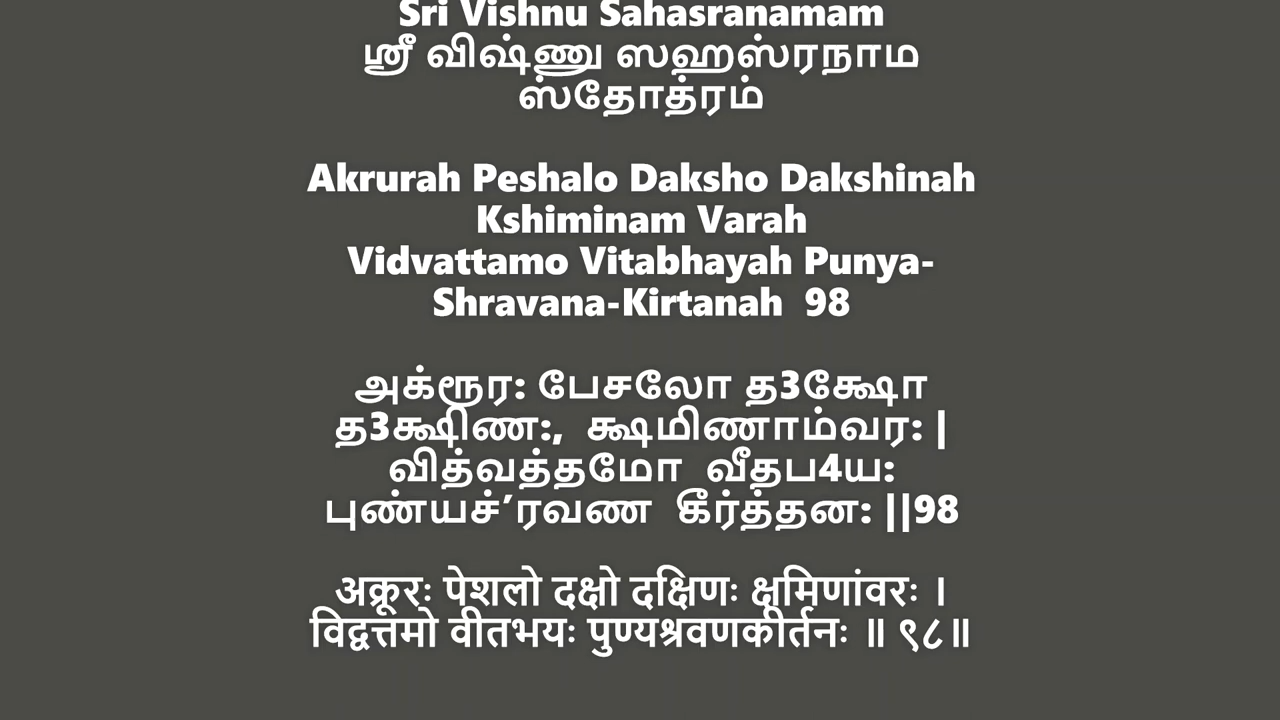 Sri Vishnu Sahasranamam
ஶ்ரீ விஷ்ணு ஸஹஸ்ரநாம
ஸ்தோத்ரம்
Akrurah Peshalo Daksho Dakshinah
Kshiminam Varah
Vidvattamo Vitabhayah Punya-
Shravana-Kirtanah 98
அக்ரூர: பேசலோ த3க்ஷோ
த3க்ஷிண:, க்ஷமிணாம்வர: |
வித்வத்தமோ வீதப4ய:
புண்யச்’ரவண கீர்த்தன: ||98
अक्रूरः पेशलो दक्षो दक्षिणः क्षमिणांवरः ।
विद्वत्तमो वीतभयः पुण्यश्रवणकीर्तनः ॥ ९८॥